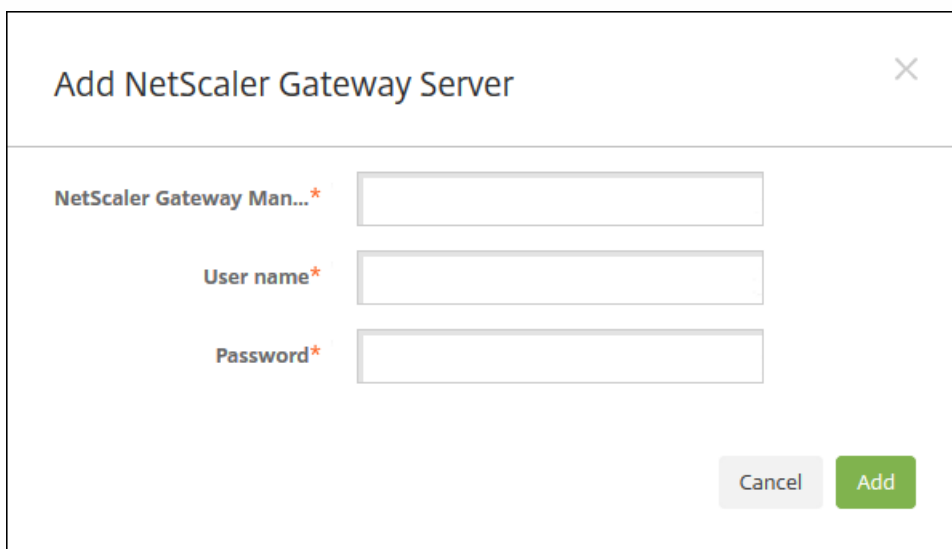 Add NetScaler Gateway Server
NetScaler Gateway Man...*
User name*
Password*
Cancel
Add